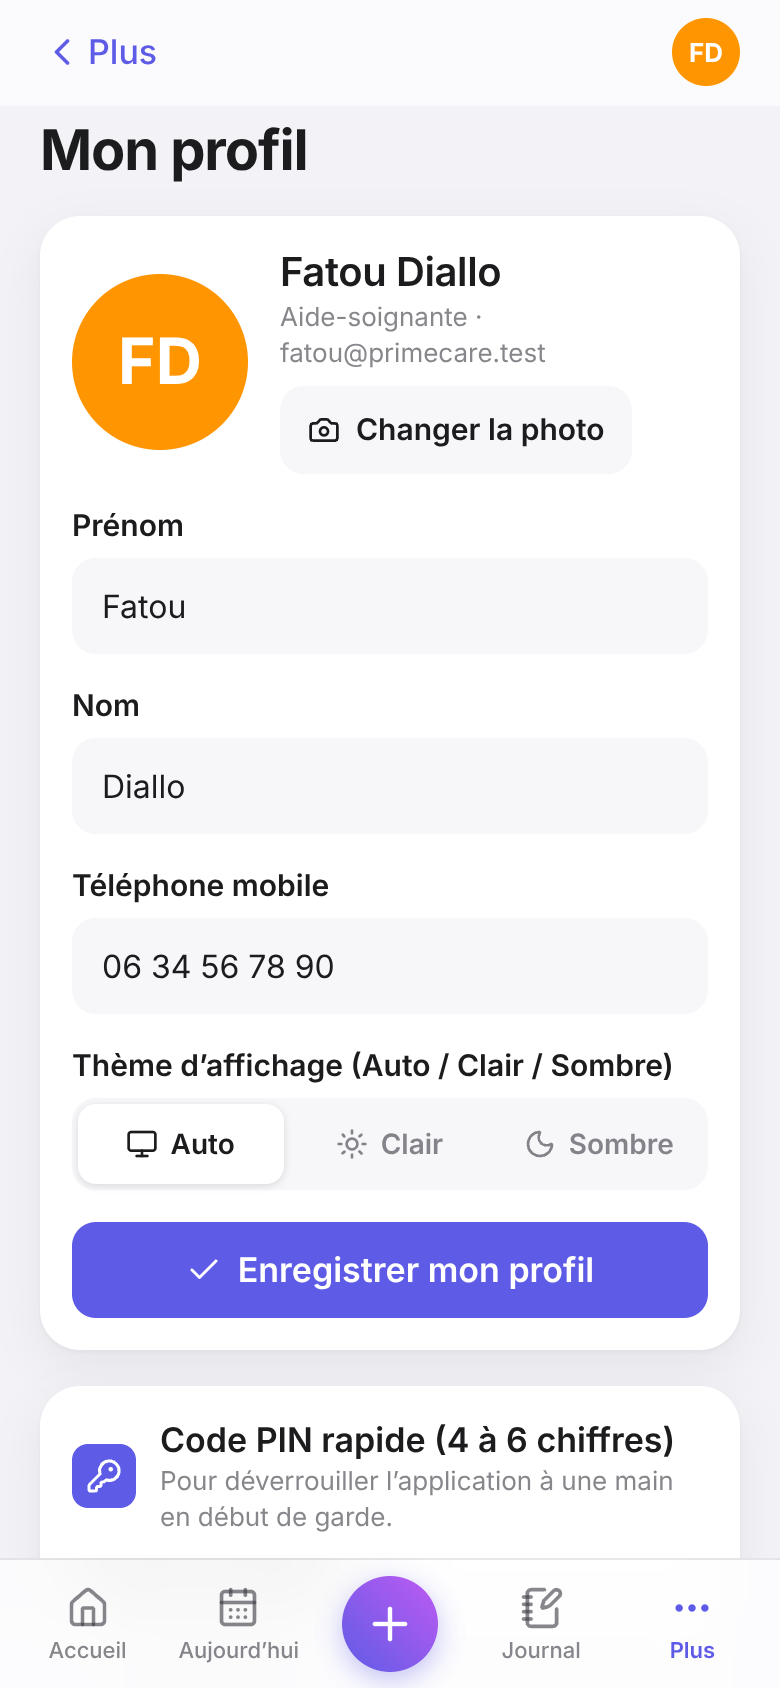 Plus
FD
Mon profil
FD
Fatou Diallo
Aide-soignante ·
fatou@primecare.test
Changer la photo
Prénom
Fatou
Nom
Diallo
Téléphone mobile
06 34 56 78 90
Thème d’affichage (Auto / Clair / Sombre)
Auto
Clair
Sombre
Enregistrer mon profil
Code PIN rapide (4 à 6 chiffres)
Pour déverrouiller l’application à une main
en début de garde.
Accueil
Aujourd’hui
Journal
Plus